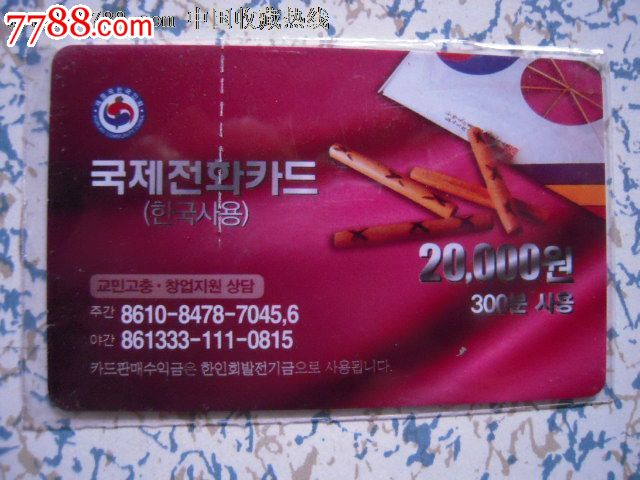 7788.com
7788.com 中国收藏热线
국제전화카드
(한국사용)
20,000원
300분 사용
교민고충·창업지원 상담
주간 8610-8478-7045,6
야간 861333-111-0815
카드판매수익금은 한인회발전기금으로 사용됩니다.